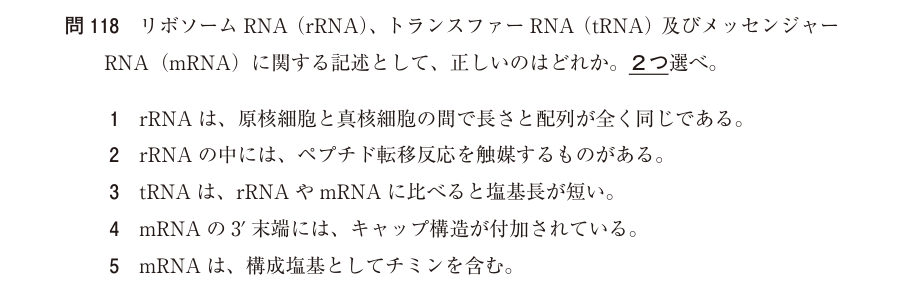 問118 リボソーム RNA（rRNA）、トランスファー RNA（tRNA）及びメッセンジャー
RNA（mRNA）に関する記述として、正しいのはどれか。2つ選べ。
1 rRNA は、原核細胞と真核細胞の間で長さと配列が全く同じである。
2 rRNA の中には、ペプチド転移反応を触媒するものがある。
3 tRNA は、rRNA や mRNA に比べると塩基長が短い。
4 mRNA の 3′ 末端には、キャップ構造が付加されている。
5 mRNA は、構成塩基としてチミンを含む。